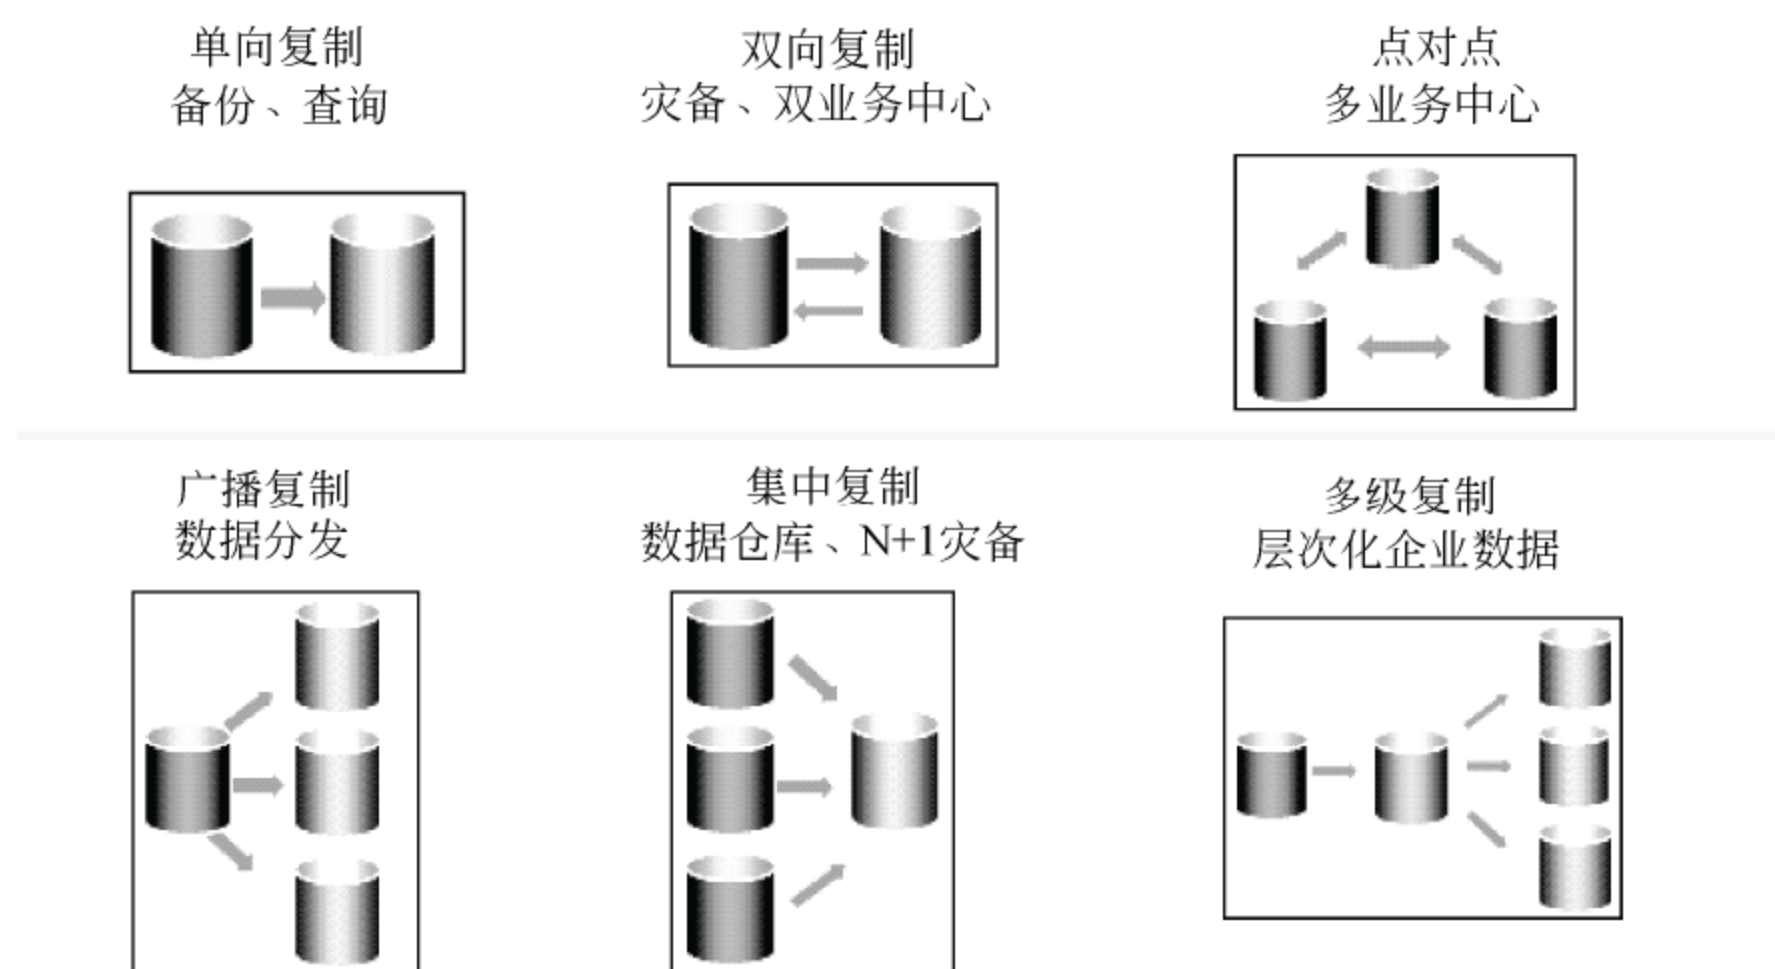 单向复制
备份、查询
双向复制
灾备、双业务中心
点对点
多业务中心
广播复制
数据分发
集中复制
数据仓库、N+1灾备
多级复制
层次化企业数据